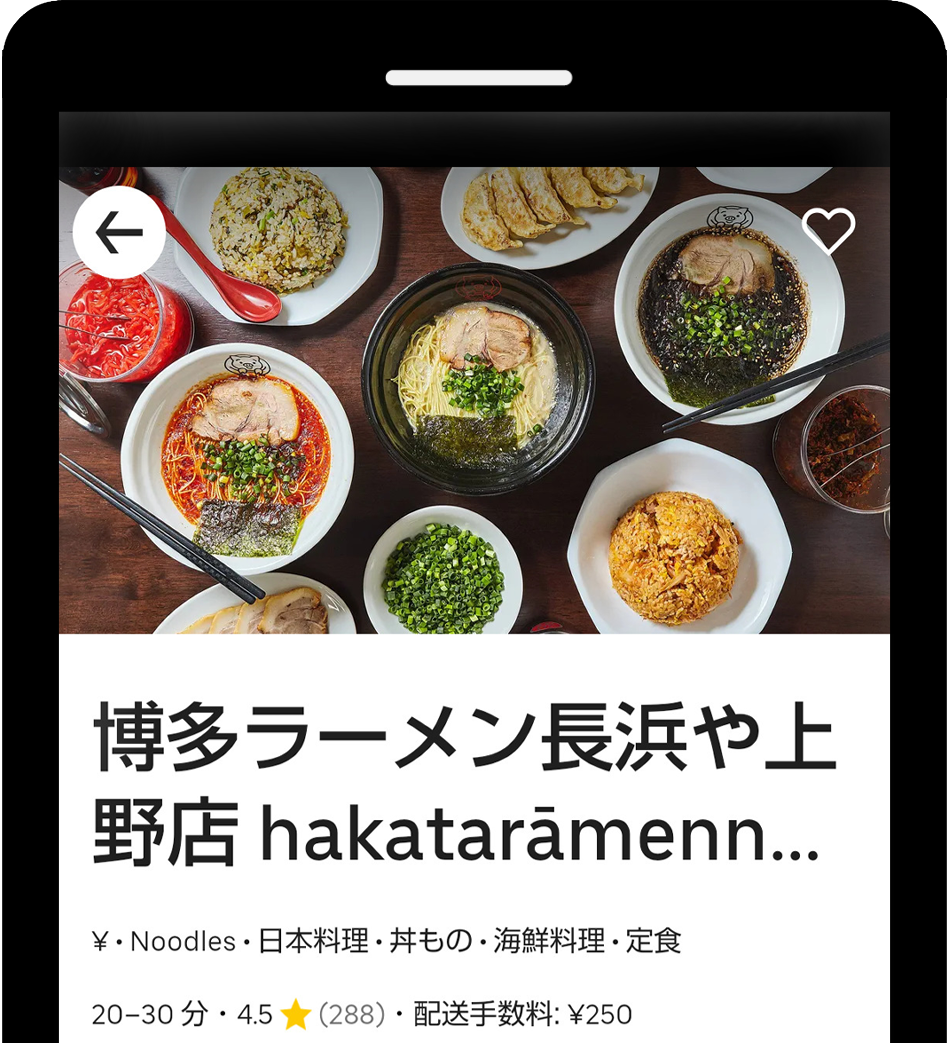 博多ラーメン長浜や上
野店 hakatarāmenn...
¥・Noodles・日本料理・丼もの・海鮮料理・定食
20–30 分・4.5 ⭐ (288)・配送手数料: ¥250